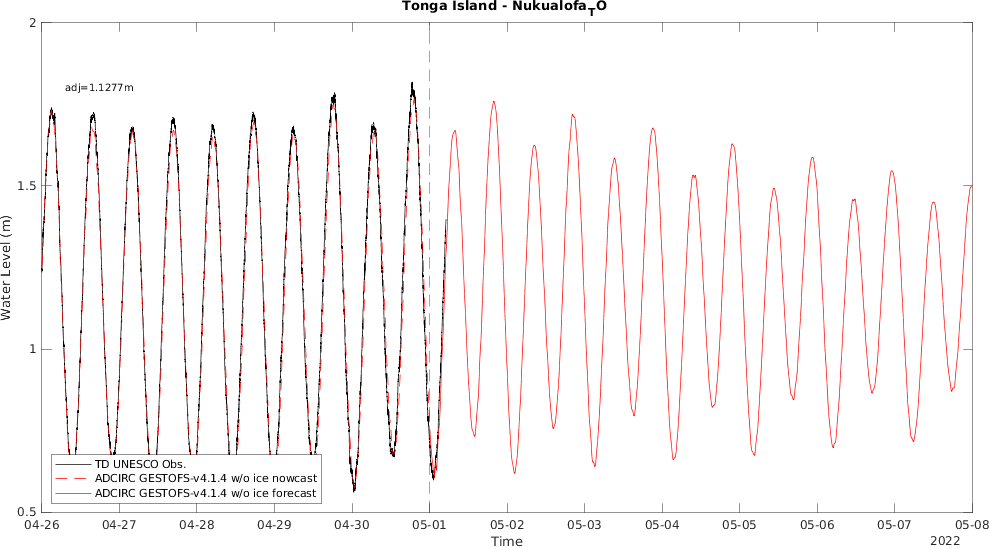 Tonga Island - Nukualofa_TO
adj=1.1277m
2
1.5
1
0.5
Water Level (m)
TD UNESCO Obs.
ADCIRC GESTOFS-v4.1.4 w/o ice nowcast
ADCIRC GESTOFS-v4.1.4 w/o ice forecast
04-26 04-27 04-28 04-29 04-30 05-01 05-02 05-03 05-04 05-05 05-06 05-07 05-08
Time
2022